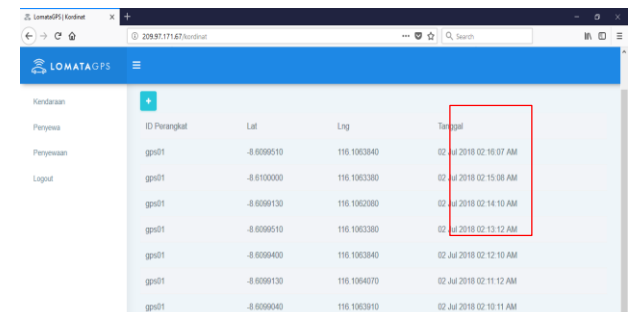 LomataGPS | Kordinat
209.97.171.67/kordinat
Search
LOMATAGPS
Kendaraan
Penyewa
Penyewaan
Logout
+
ID Perangkat Lat Lng Tanggal
gps01 -8.6099510 116.1063840 02 Jul 2018 02:16:07 AM
gps01 -8.6100000 116.1063380 02 Jul 2018 02:15:08 AM
gps01 -8.6099130 116.1062080 02 Jul 2018 02:14:10 AM
gps01 -8.6099510 116.1063380 02 Jul 2018 02:13:12 AM
gps01 -8.6099400 116.1063840 02 Jul 2018 02:12:10 AM
gps01 -8.6099130 116.1064070 02 Jul 2018 02:11:12 AM
gps01 -8.6099040 116.1063910 02 Jul 2018 02:10:11 AM